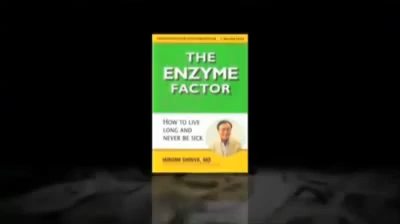 THE
ENZYME
FACTOR
HOW TO LIVE
LONG AND
NEVER BE SICK
HIROMI SHINYA, MD